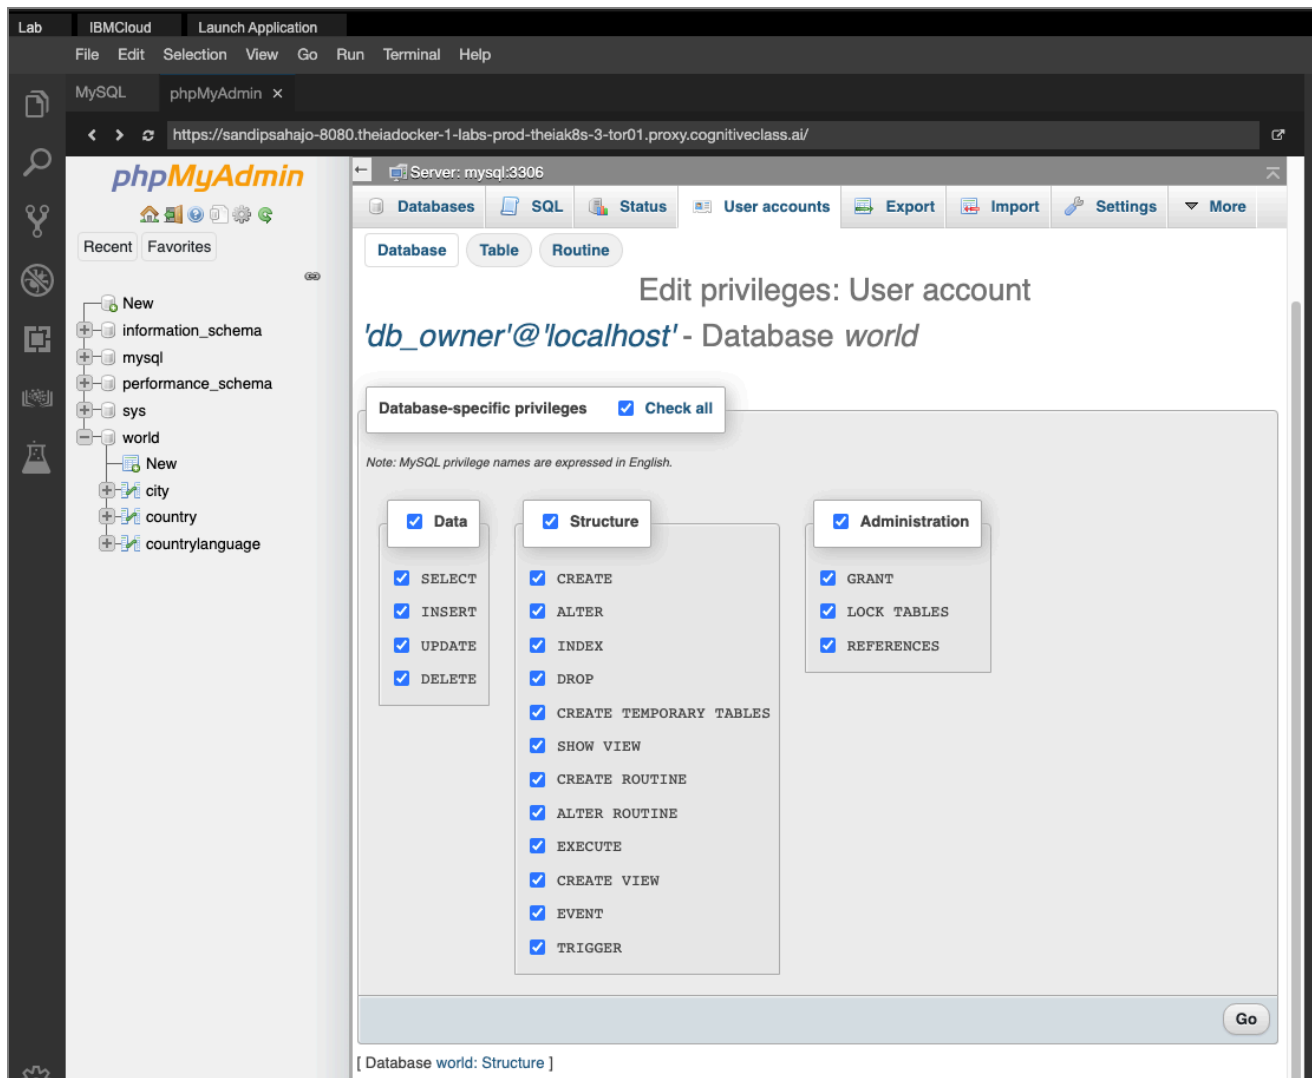 Lab IBMCloud Launch Application
File Edit Selection View Go Run Terminal Help
MySQL phpMyAdmin ×
https://sandipsahajo-8080.theiadocker-1-labs-prod-theiak8s-3-tor01.proxy.cognitiveclass.ai/
phpMyAdmin
Recent Favorites
New
information_schema
mysql
performance_schema
sys
world
New
city
country
countrylanguage
Server: mysql:3306
Databases SQL Status User accounts Export Import Settings More
Database Table Routine
Edit privileges: User account
'db_owner'@'localhost' - Database world
Database-specific privileges Check all
Note: MySQL privilege names are expressed in English.
Data
SELECT
INSERT
UPDATE
DELETE
Structure
CREATE
ALTER
INDEX
DROP
CREATE TEMPORARY TABLES
SHOW VIEW
CREATE ROUTINE
ALTER ROUTINE
EXECUTE
CREATE VIEW
EVENT
TRIGGER
Administration
GRANT
LOCK TABLES
REFERENCES
Go
[ Database world: Structure ]